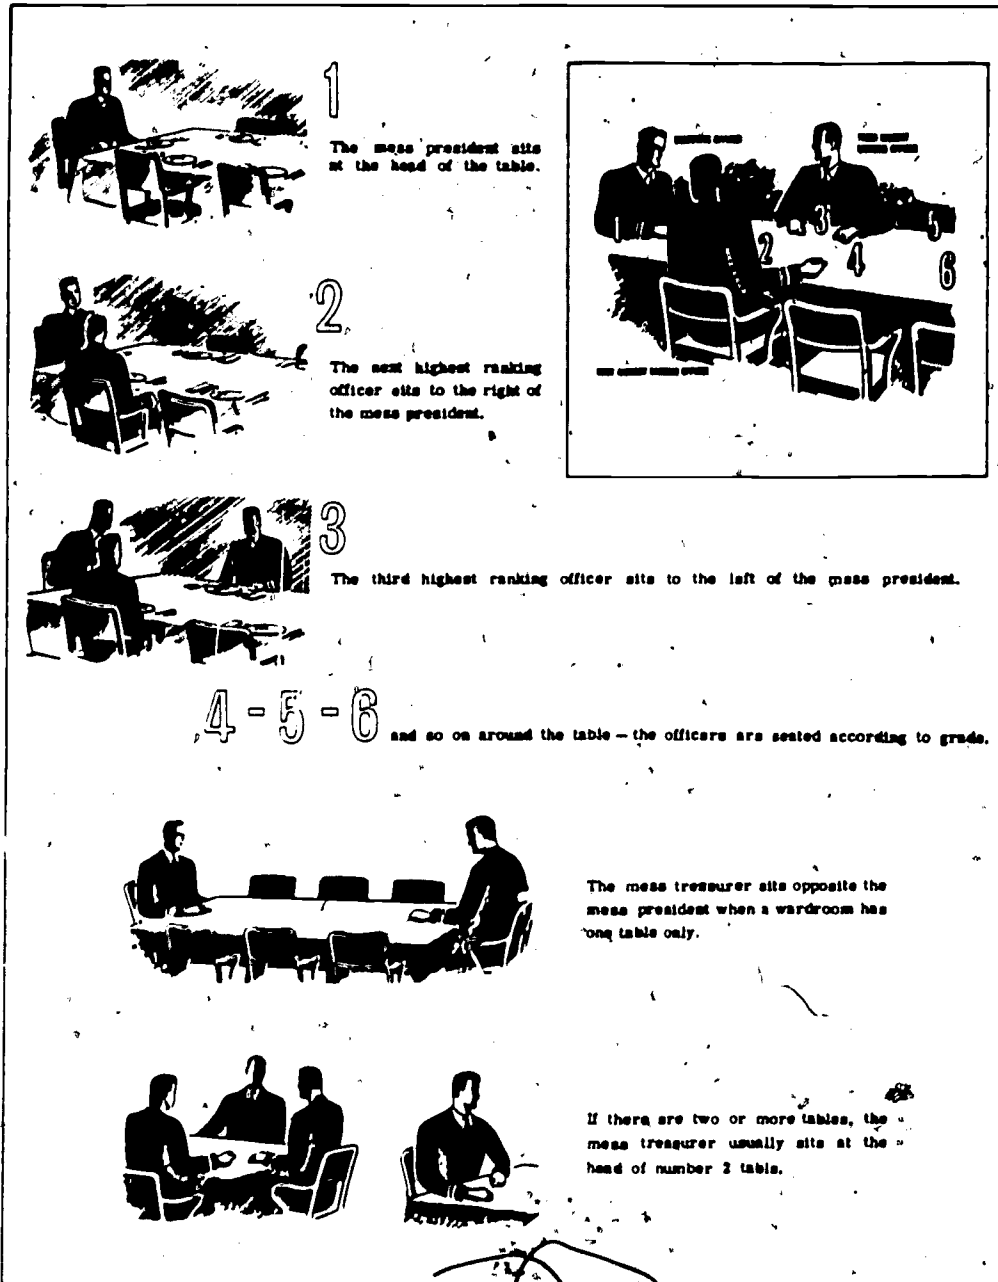 1
The mess president sits
at the head of the table.
2
The next highest ranking
officer sits to the right of
the mess president.
3
The third highest ranking officer sits to the left of the mess president.
4 - 5 - 6 and so on around the table — the officers are seated according to grade.
The mess treasurer sits opposite the
mess president when a wardroom has
one table only.
If there are two or more tables, the
mess treasurer usually sits at the
head of number 2 table.
1
2
3
4
5
6